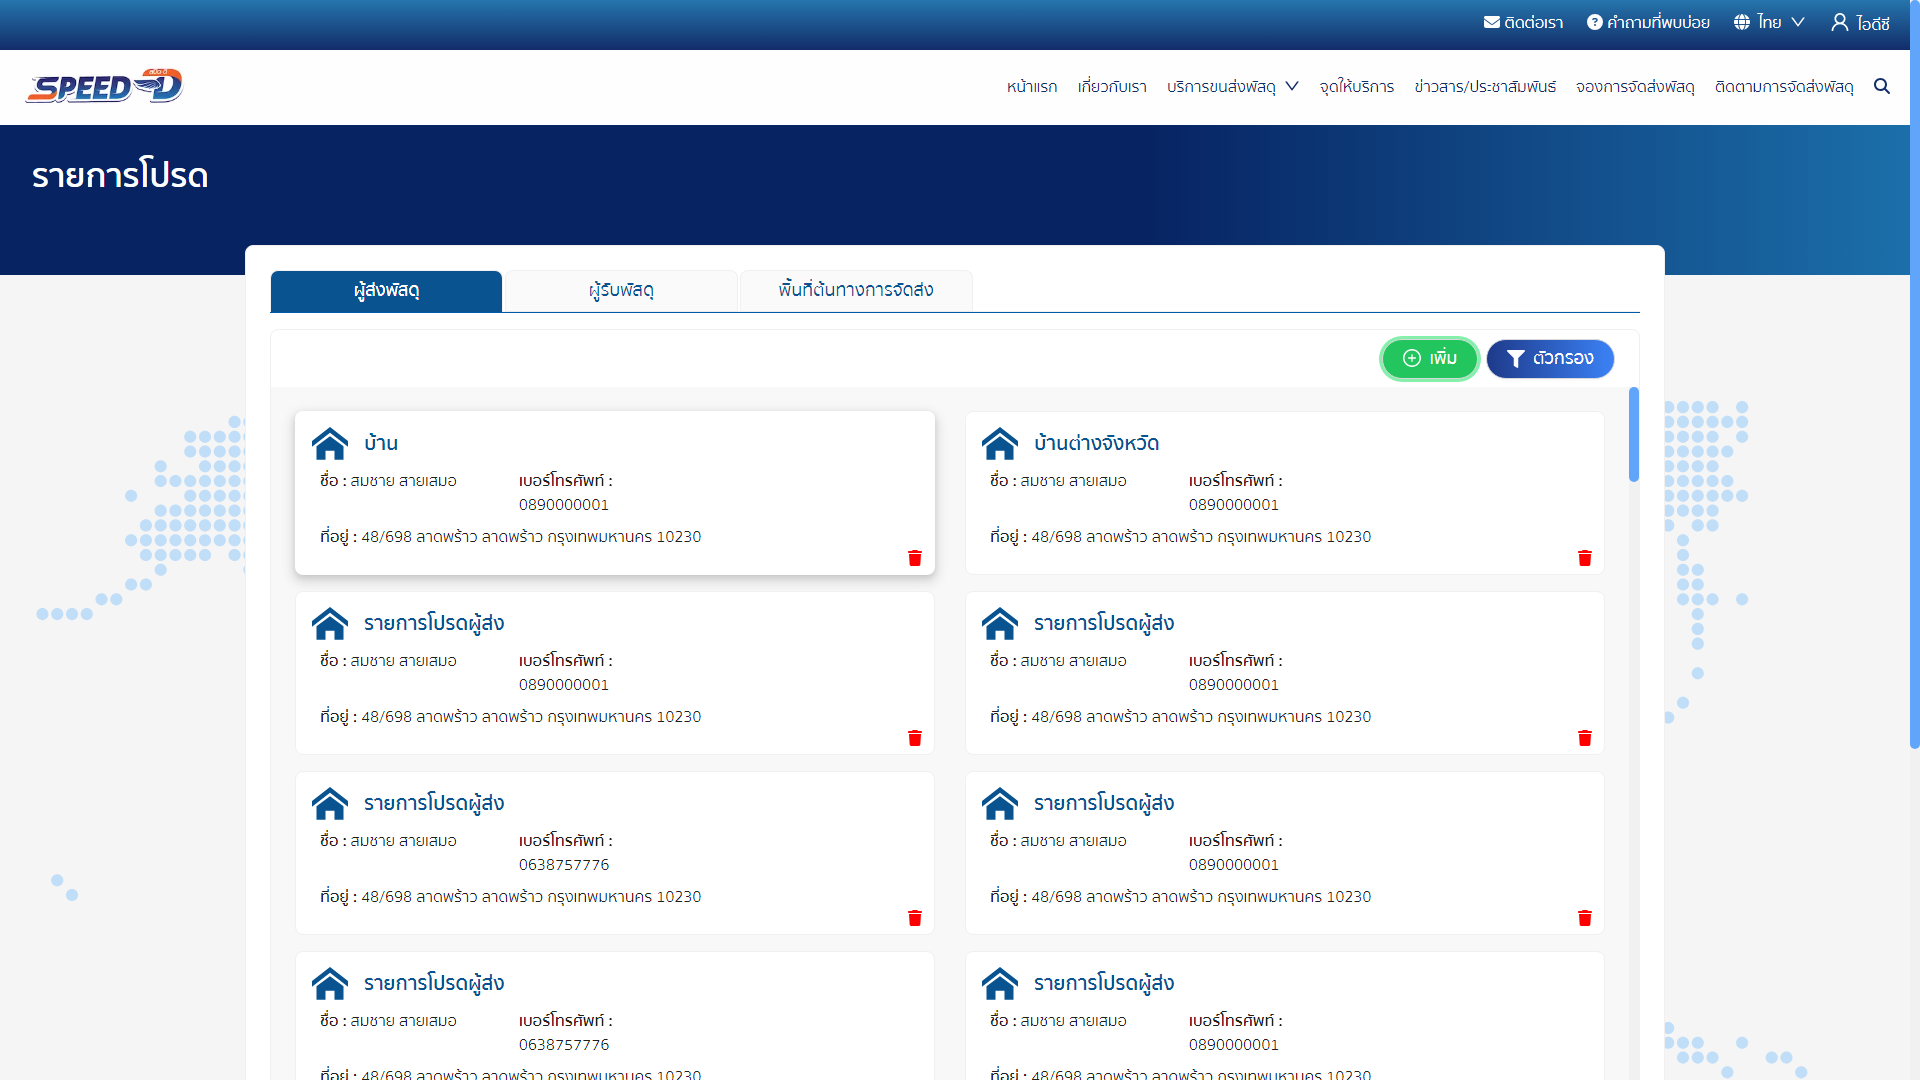 ติดต่อเรา คำถามที่พบบ่อย ไทย ไอดีซี
SPEED-D สปีด-ดี
หน้าแรก เกี่ยวกับเรา บริการขนส่งพัสดุ จุดให้บริการ ข่าวสาร/ประชาสัมพันธ์ จองการจัดส่งพัสดุ ติดตามการจัดส่งพัสดุ
รายการโปรด
ผู้ส่งพัสดุ ผู้รับพัสดุ พื้นที่ต้นทางการจัดส่ง
เพิ่ม ตัวกรอง
บ้าน
ชื่อ : สมชาย สายเสมอ เบอร์โทรศัพท์ :
0890000001
ที่อยู่ : 48/698 ลาดพร้าว ลาดพร้าว กรุงเทพมหานคร 10230
บ้านต่างจังหวัด
ชื่อ : สมชาย สายเสมอ เบอร์โทรศัพท์ :
0890000001
ที่อยู่ : 48/698 ลาดพร้าว ลาดพร้าว กรุงเทพมหานคร 10230
รายการโปรดผู้ส่ง
ชื่อ : สมชาย สายเสมอ เบอร์โทรศัพท์ :
0890000001
ที่อยู่ : 48/698 ลาดพร้าว ลาดพร้าว กรุงเทพมหานคร 10230
รายการโปรดผู้ส่ง
ชื่อ : สมชาย สายเสมอ เบอร์โทรศัพท์ :
0890000001
ที่อยู่ : 48/698 ลาดพร้าว ลาดพร้าว กรุงเทพมหานคร 10230
รายการโปรดผู้ส่ง
ชื่อ : สมชาย สายเสมอ เบอร์โทรศัพท์ :
0638757776
ที่อยู่ : 48/698 ลาดพร้าว ลาดพร้าว กรุงเทพมหานคร 10230
รายการโปรดผู้ส่ง
ชื่อ : สมชาย สายเสมอ เบอร์โทรศัพท์ :
0890000001
ที่อยู่ : 48/698 ลาดพร้าว ลาดพร้าว กรุงเทพมหานคร 10230
รายการโปรดผู้ส่ง
ชื่อ : สมชาย สายเสมอ เบอร์โทรศัพท์ :
0638757776
ที่อยู่ : 48/698 ลาดพร้าว ลาดพร้าว กรุงเทพมหานคร 10230
รายการโปรดผู้ส่ง
ชื่อ : สมชาย สายเสมอ เบอร์โทรศัพท์ :
0890000001
ที่อยู่ : 48/698 ลาดพร้าว ลาดพร้าว กรุงเทพมหานคร 10230